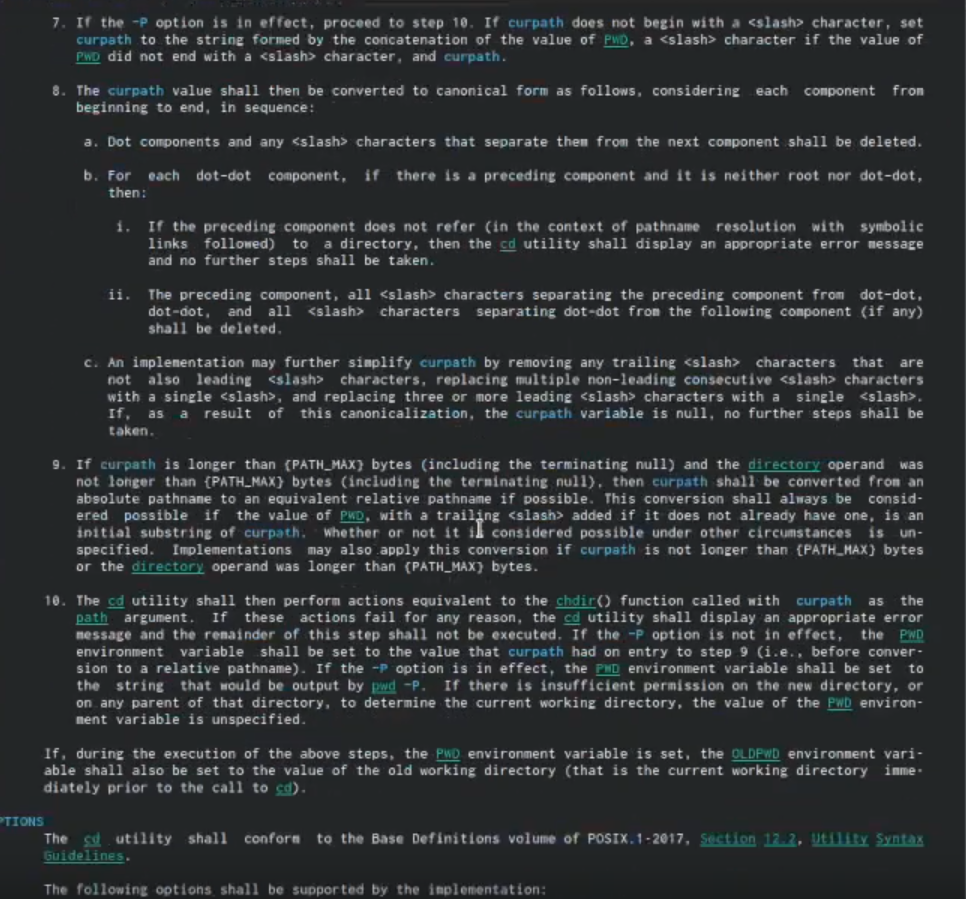 7. If the -P option is in effect, proceed to step 10. If curpath does not begin with a <slash> character, set
curpath to the string formed by the concatenation of the value of PWD, a <slash> character if the value of
PWD did not end with a <slash> character, and curpath.
8. The curpath value shall then be converted to canonical form as follows, considering each component from
beginning to end, in sequence:
a. Dot components and any <slash> characters that separate them from the next component shall be deleted.
b. For each dot-dot component, if there is a preceding component and it is neither root nor dot-dot,
then:
i. If the preceding component does not refer (in the context of pathname resolution with symbolic
links followed) to a directory, then the cd utility shall display an appropriate error message
and no further steps shall be taken.
ii. The preceding component, all <slash> characters separating the preceding component from dot-dot,
dot-dot, and all <slash> characters separating dot-dot from the following component (if any)
shall be deleted.
c. An implementation may further simplify curpath by removing any trailing <slash> characters that are
not also leading <slash> characters, replacing multiple non-leading consecutive <slash> characters
with a single <slash>, and replacing three or more leading <slash> characters with a single <slash>.
If, as a result of this canonicalization, the curpath variable is null, no further steps shall be
taken.
9. If curpath is longer than {PATH_MAX} bytes (including the terminating null) and the directory operand was
not longer than {PATH_MAX} bytes (including the terminating null), then curpath shall be converted from an
absolute pathname to an equivalent relative pathname if possible. This conversion shall always be consid-
ered possible if the value of PWD, with a trailing <slash> added if it does not already have one, is an
initial substring of curpath. Whether or not it is considered possible under other circumstances is un-
specified. Implementations may also apply this conversion if curpath is not longer than {PATH_MAX} bytes
or the directory operand was longer than {PATH_MAX} bytes.
10. The cd utility shall then perform actions equivalent to the chdir() function called with curpath as the
path argument. If these actions fail for any reason, the cd utility shall display an appropriate error
message and the remainder of this step shall not be executed. If the -P option is not in effect, the PWD
environment variable shall be set to the value that curpath had on entry to step 9 (i.e., before conver-
sion to a relative pathname). If the -P option is in effect, the PWD environment variable shall be set to
the string that would be output by pwd -P. If there is insufficient permission on the new directory, or
on any parent of that directory, to determine the current working directory, the value of the PWD environ-
ment variable is unspecified.
If, during the execution of the above steps, the PWD environment variable is set, the OLDPWD environment vari-
able shall also be set to the value of the old working directory (that is the current working directory imme-
diately prior to the call to cd).
PTIONS
The cd utility shall conform to the Base Definitions volume of POSIX.1-2017, Section 12.2, Utility Syntax
Guidelines.
The following options shall be supported by the implementation: